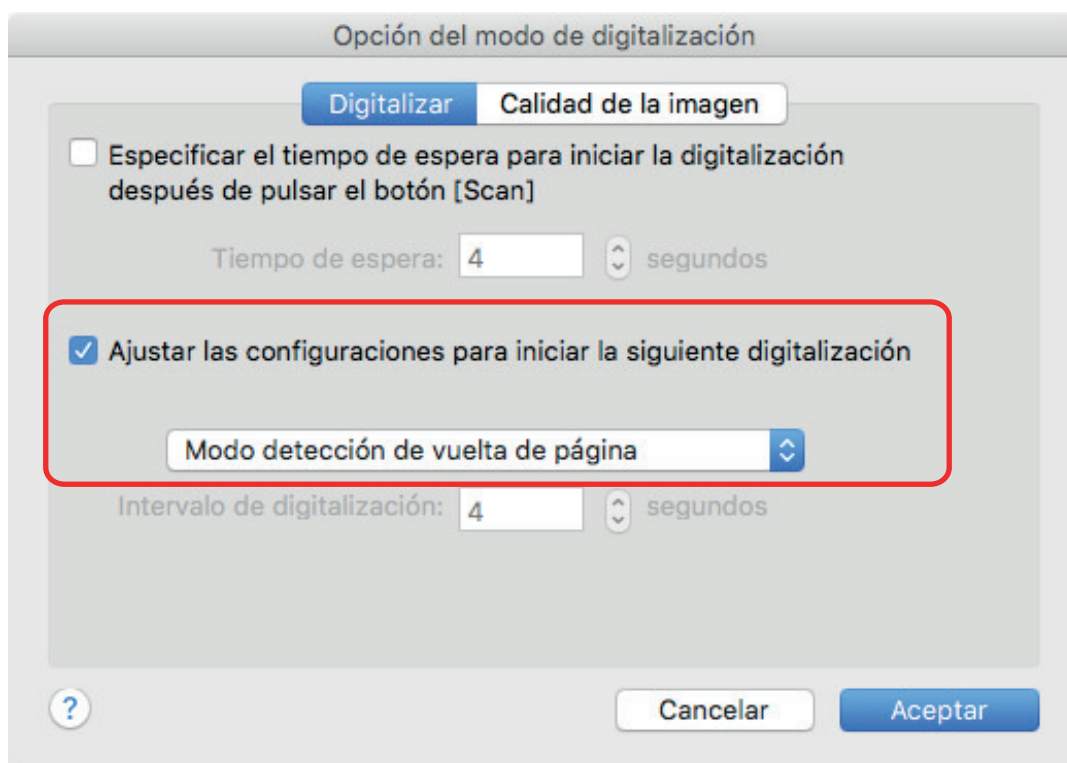 Opción del modo de digitalización
Digitalizar Calidad de la imagen
Especificar el tiempo de espera para iniciar la digitalización
después de pulsar el botón [Scan]
Tiempo de espera: 4 segundos
Ajustar las configuraciones para iniciar la siguiente digitalización
Modo detección de vuelta de página
Intervalo de digitalización: 4 segundos
? Cancelar Aceptar